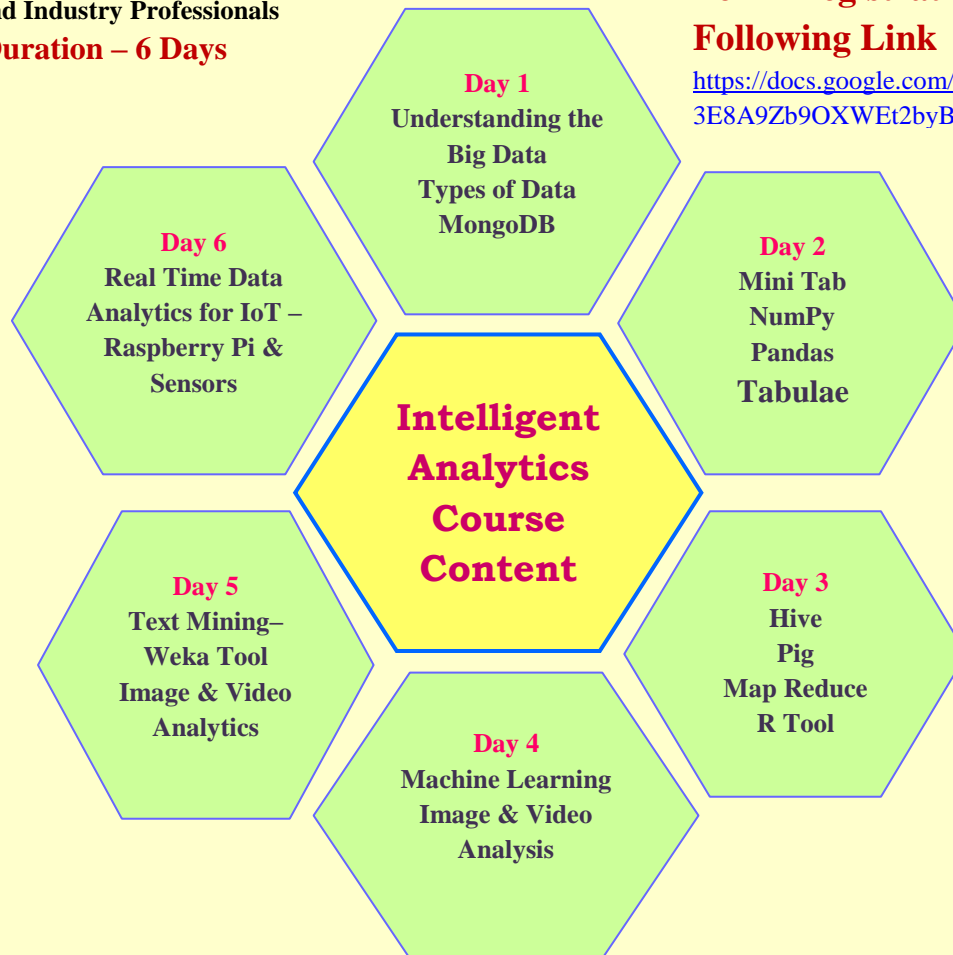 nd Industry Professionals
Duration – 6 Days
Following Link
https://docs.google.com/
3E8A9Zb9OXWEt2byB
Day 1
Understanding the
Big Data
Types of Data
MongoDB
Day 6
Real Time Data
Analytics for IoT –
Raspberry Pi &
Sensors
Day 2
Mini Tab
NumPy
Pandas
Tabulae
Intelligent
Analytics
Course
Content
Day 5
Text Mining–
Weka Tool
Image & Video
Analytics
Day 3
Hive
Pig
Map Reduce
R Tool
Day 4
Machine Learning
Image & Video
Analysis